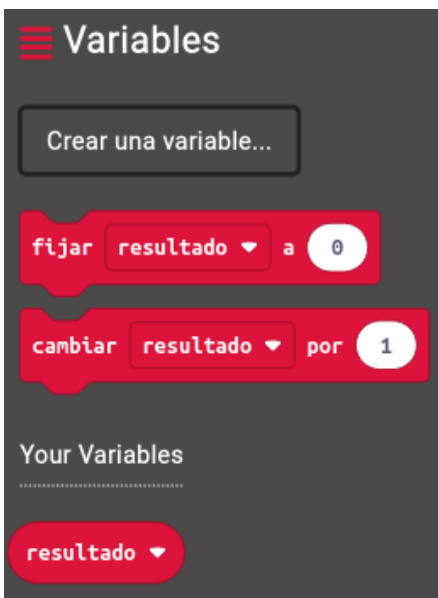 Variables
Crear una variable...
fijar resultado a 0
cambiar resultado por 1
Your Variables
resultado